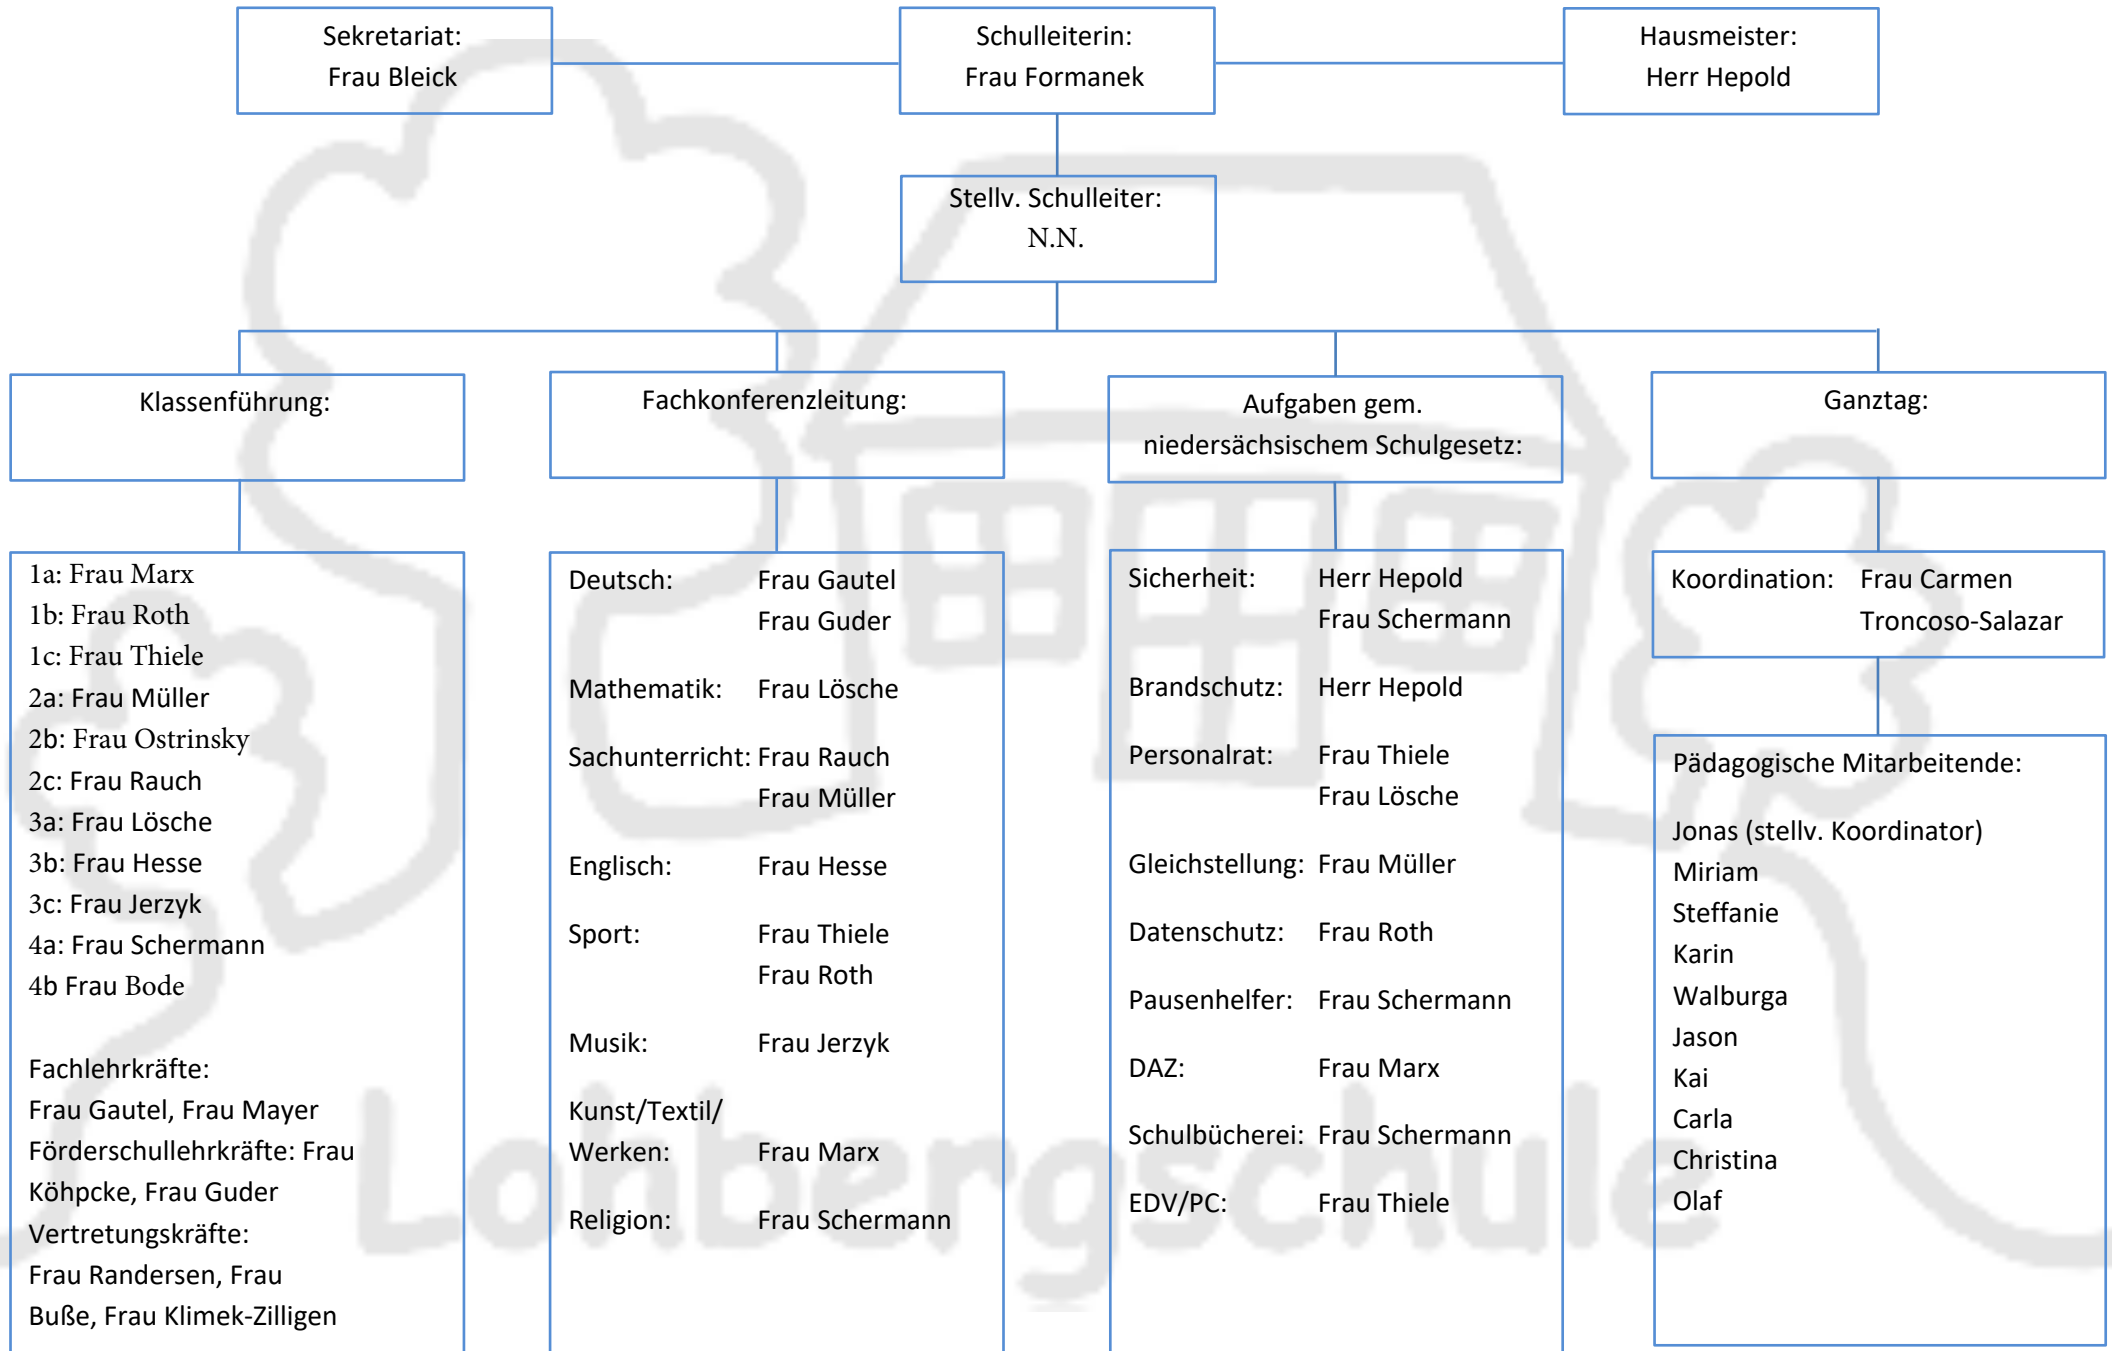 Sekretariat:
Frau Bleick
Schulleiterin:
Frau Formanek
Hausmeister:
Herr Hepold
Stellv. Schulleiter:
N.N.
Klassenführung:
Fachkonferenzleitung:
Aufgaben gem.
niedersächsischem Schulgesetz:
Ganztag:
1a: Frau Marx
1b: Frau Roth
1c: Frau Thiele
2a: Frau Müller
2b: Frau Ostrinsky
2c: Frau Rauch
3a: Frau Lösche
3b: Frau Hesse
3c: Frau Jerzyk
4a: Frau Schermann
4b Frau Bode
Fachlehrkräfte:
Frau Gautel, Frau Mayer
Förderschullehrkräfte: Frau
Köhpcke, Frau Guder
Vertretungskräfte:
Frau Randersen, Frau
Buße, Frau Klimek-Zilligen
Deutsch: Frau Gautel
Frau Guder
Mathematik: Frau Lösche
Sachunterricht: Frau Rauch
Frau Müller
Englisch: Frau Hesse
Sport: Frau Thiele
Frau Roth
Musik: Frau Jerzyk
Kunst/Textil/
Werken: Frau Marx
Religion: Frau Schermann
Sicherheit: Herr Hepold
Frau Schermann
Brandschutz: Herr Hepold
Personalrat: Frau Thiele
Frau Lösche
Gleichstellung: Frau Müller
Datenschutz: Frau Roth
Pausenhelfer: Frau Schermann
DAZ: Frau Marx
Schulbücherei: Frau Schermann
EDV/PC: Frau Thiele
Koordination: Frau Carmen
Troncoso-Salazar
Pädagogische Mitarbeitende:
Jonas (stellv. Koordinator)
Miriam
Steffanie
Karin
Walburga
Jason
Kai
Carla
Christina
Olaf
Lohbergschule